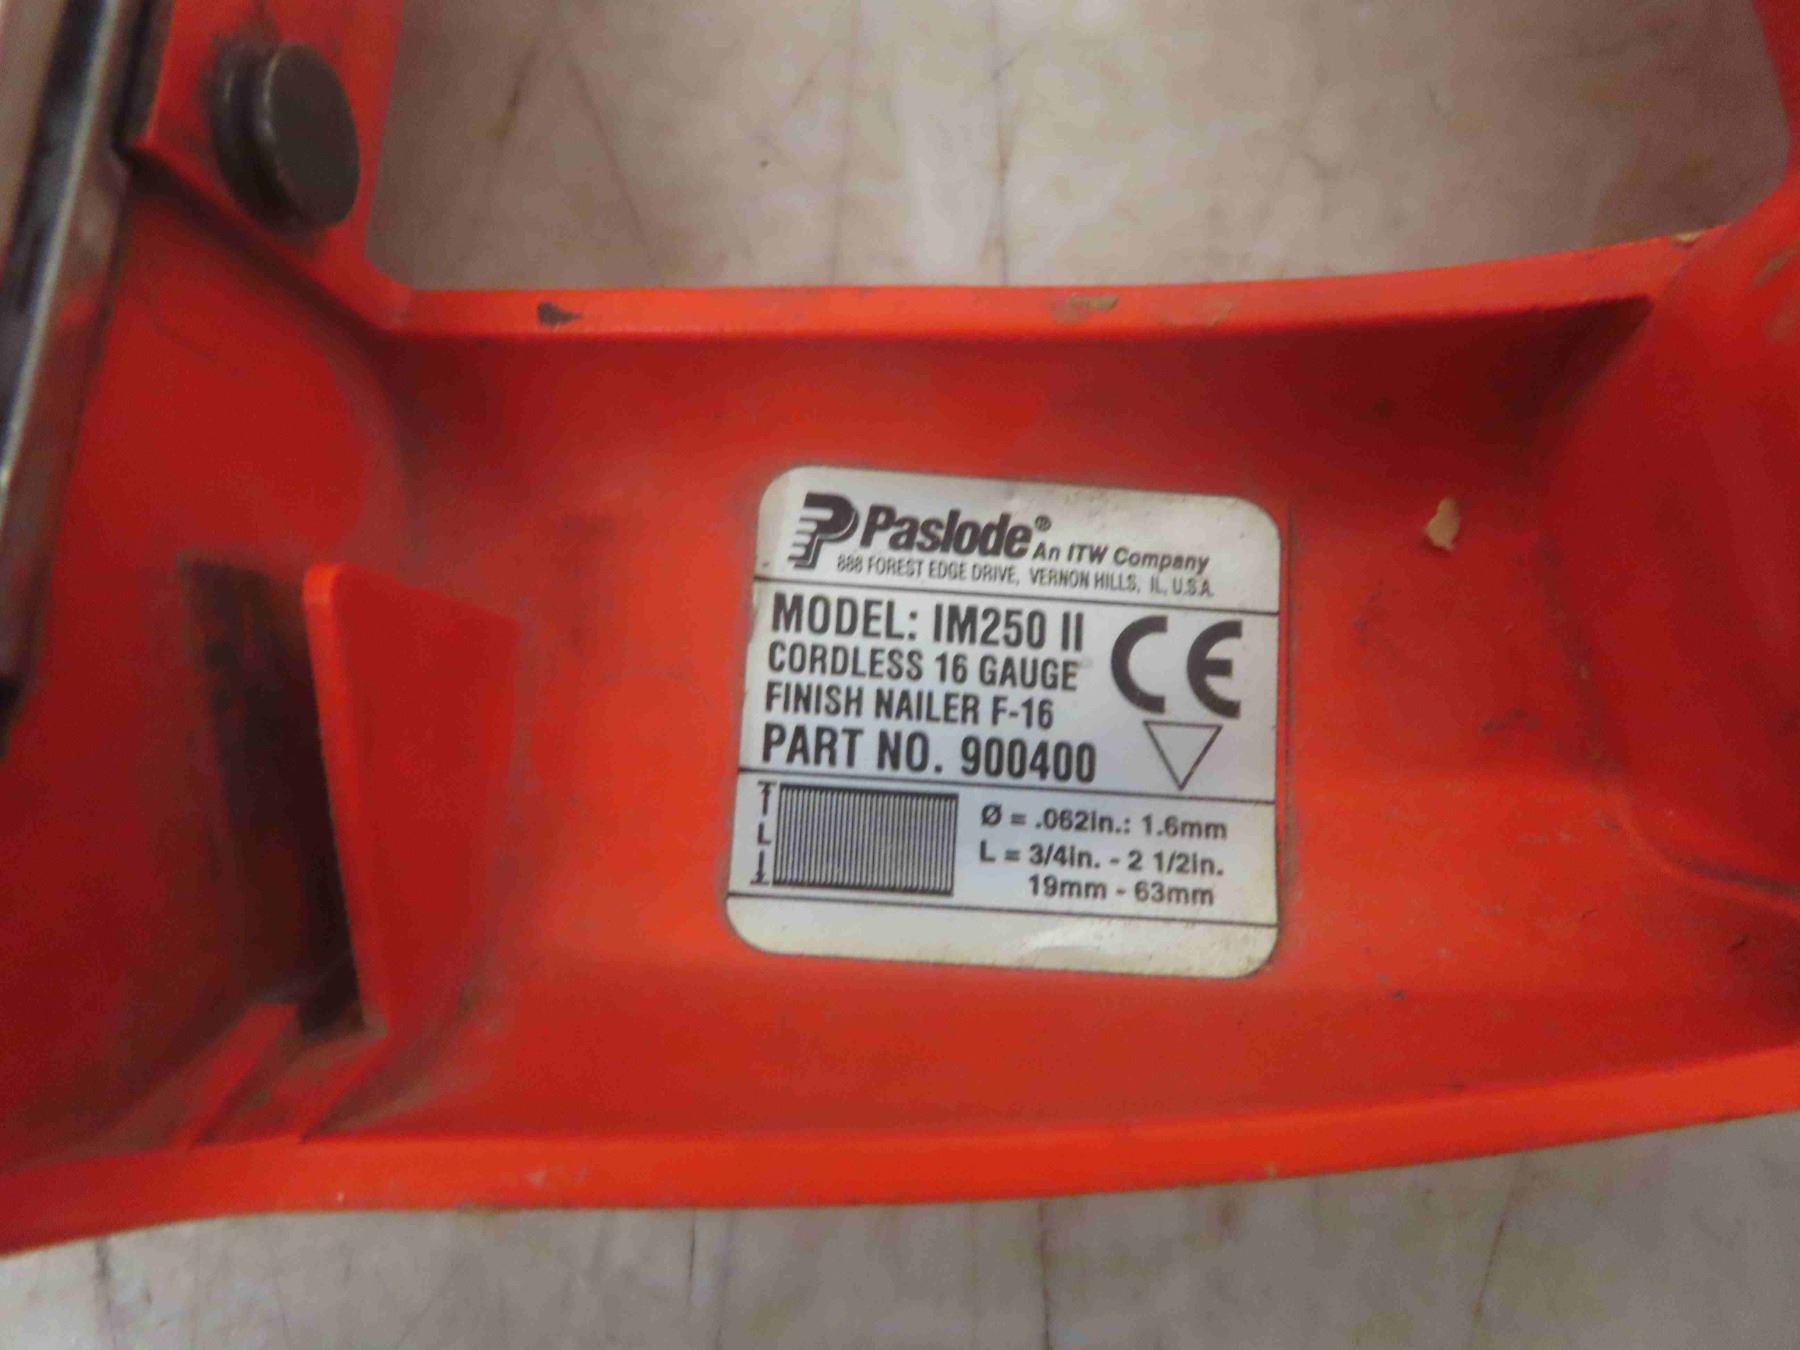 Paslode® An ITW Company
888 FOREST EDGE DRIVE, VERNON HILLS, IL, U.S.A.
MODEL: IM250 II
CORDLESS 16 GAUGE
FINISH NAILER F-16
PART NO. 900400
CE
L
Ø = .062in.: 1.6mm
L = 3/4in. - 2 1/2in.
19mm - 63mm